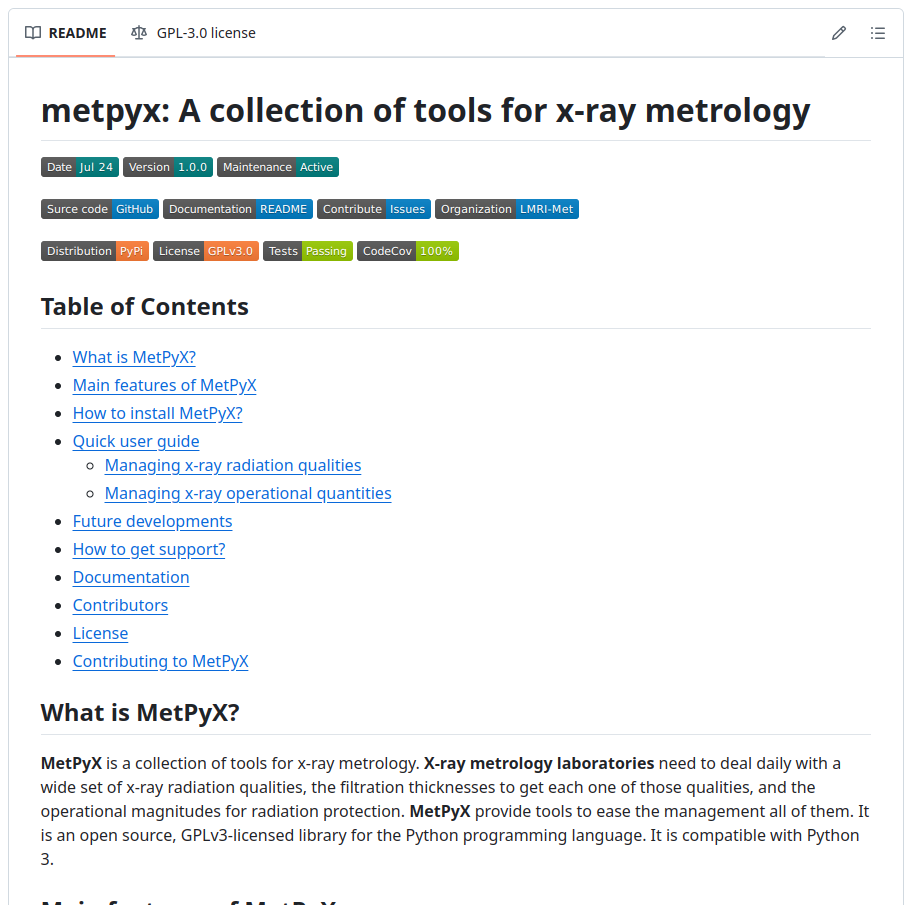 README GPL-3.0 license
metpyx: A collection of tools for x-ray metrology
Date Jul 24 Version 1.0.0 Maintenance Active
Surce code GitHub Documentation README Contribute Issues Organization LMRI-Met
Distribution PyPi License GPLv3.0 Tests Passing CodeCov 100%
Table of Contents
What is MetPyX?
Main features of MetPyX
How to install MetPyX?
Quick user guide
Managing x-ray radiation qualities
Managing x-ray operational quantities
Future developments
How to get support?
Documentation
Contributors
License
Contributing to MetPyX
What is MetPyX?
MetPyX is a collection of tools for x-ray metrology. X-ray metrology laboratories need to deal daily with a
wide set of x-ray radiation qualities, the filtration thicknesses to get each one of those qualities, and the
operational magnitudes for radiation protection. MetPyX provide tools to ease the management all of them. It
is an open source, GPLv3-licensed library for the Python programming language. It is compatible with Python
3.
Main features of MetPyX